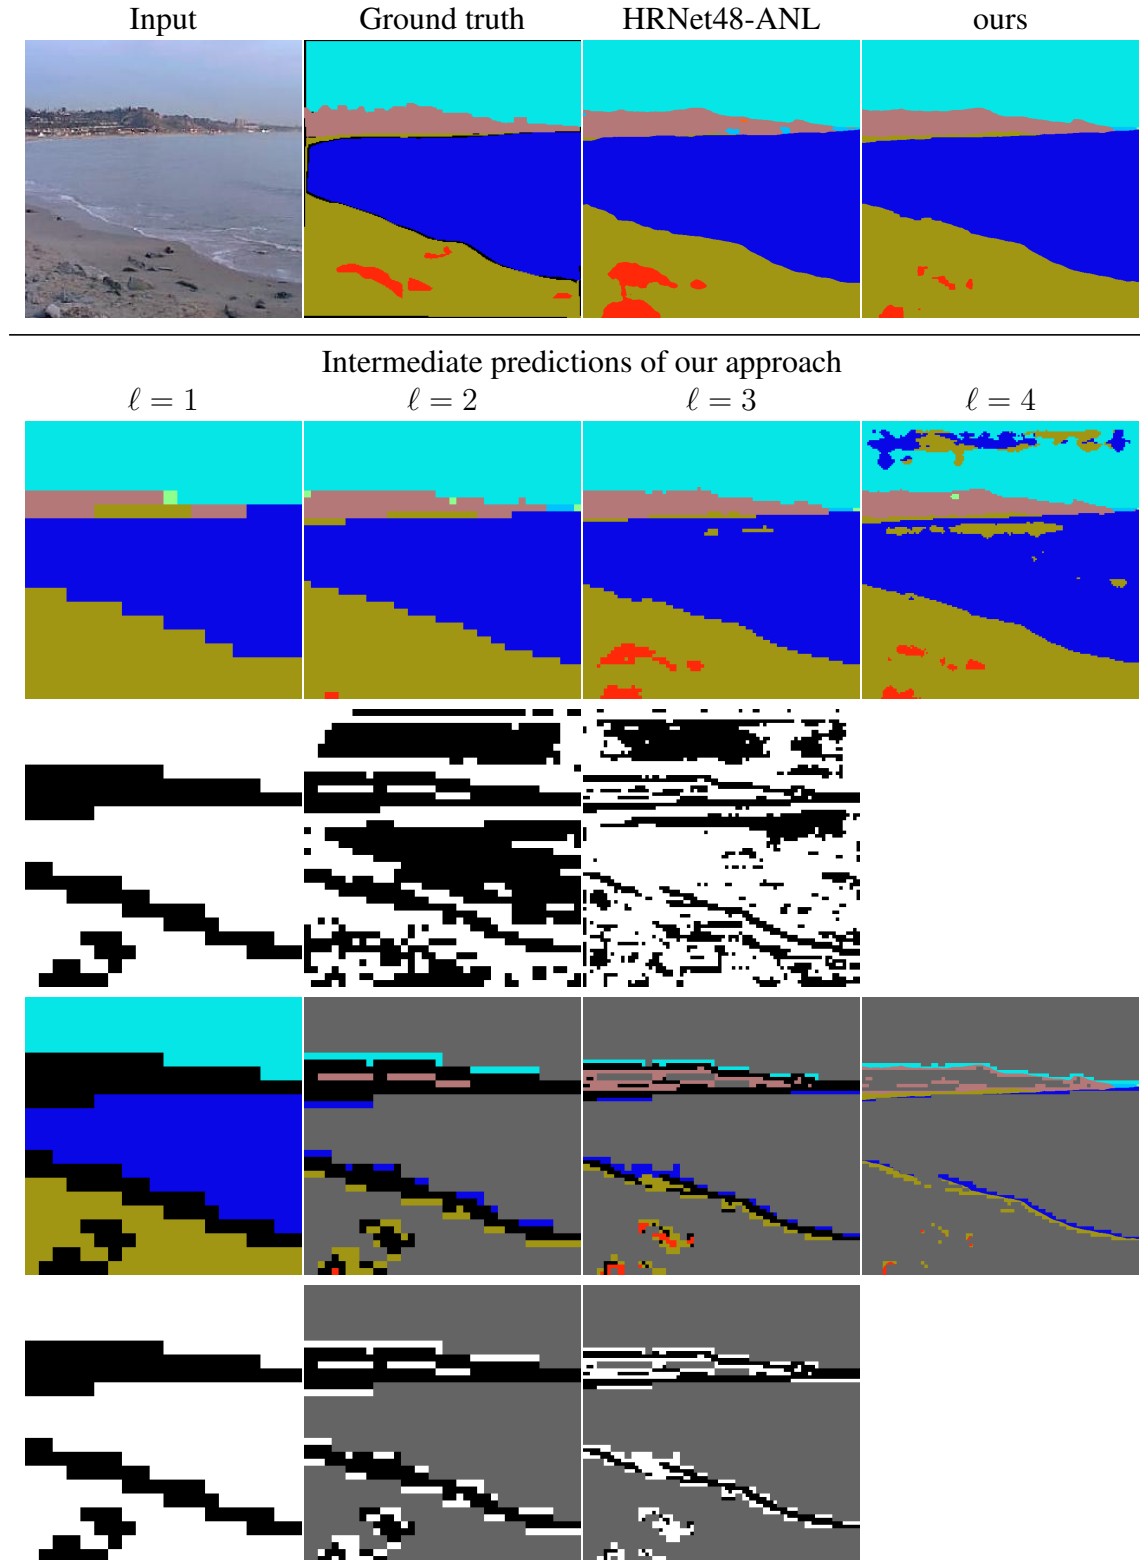 Input Ground truth HRNet48-ANL ours
Intermediate predictions of our approach
ℓ = 1 ℓ = 2 ℓ = 3 ℓ = 4